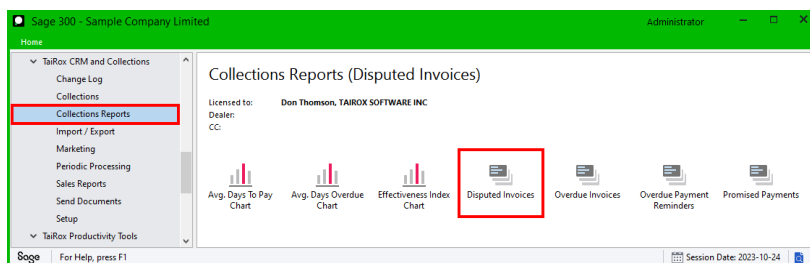 Sage 300 - Sample Company Limited
Administrator
Home
TaiRox CRM and Collections
Change Log
Collections
Collections Reports
Import / Export
Marketing
Periodic Processing
Sales Reports
Send Documents
Setup
TaiRox Productivity Tools
Collections Reports (Disputed Invoices)
Licensed to: Don Thomson, TAIROX SOFTWARE INC
Dealer:
CC:
Avg. Days To Pay
Chart
Avg. Days Overdue
Chart
Effectiveness Index
Chart
Disputed Invoices
Overdue Invoices
Overdue Payment
Reminders
Promised Payments
Sage For Help, press F1
Session Date: 2023-10-24